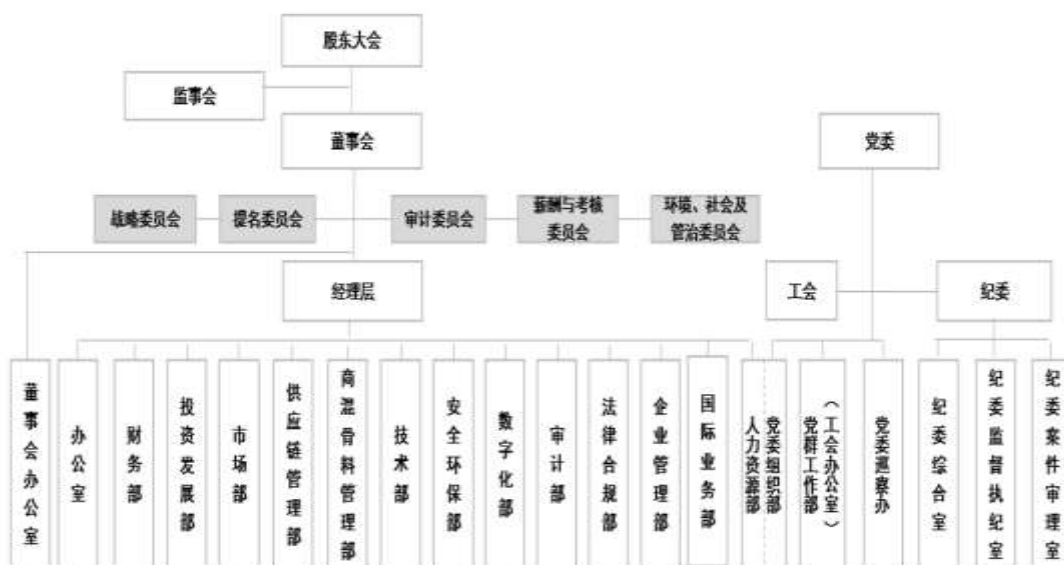 股东大会
监事会
董事会
党委
战略委员会
提名委员会
审计委员会
薪酬与考核
委员会
环境、社会及
管治委员会
经理层
工会
纪委
董事会办公室
办公室
财务部
投资发展部
市场部
供应链管理部
商混骨料管理部
技术部
安全环保部
数字化部
审计部
法律合规部
企业管理部
国际业务部
人力资源部
党委组织部
党群工作部
（工会办公室）
党委巡察办
纪委综合室
纪委监督执纪室
纪委案件审理室